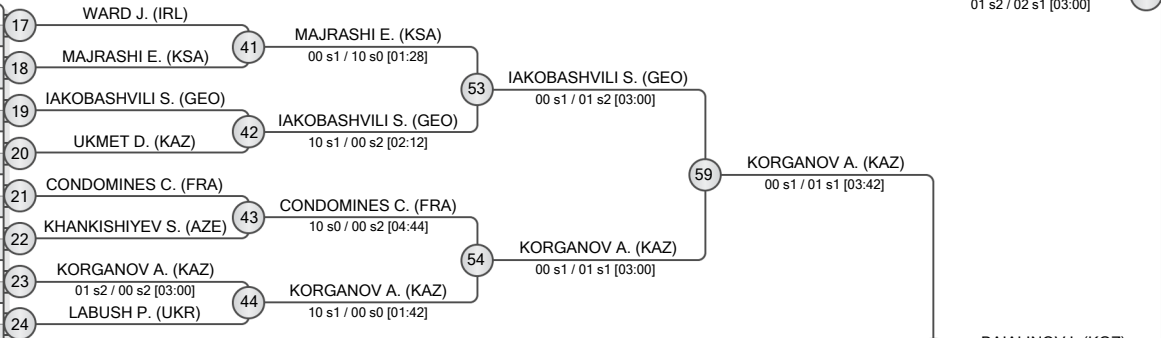 01 s2 / 02 s1 [03:00]
17
WARD J. (IRL)
41
MAJRASHI E. (KSA)
00 s1 / 10 s0 [01:28]
18
MAJRASHI E. (KSA)
53
IAKOBASHVILI S. (GEO)
00 s1 / 01 s2 [03:00]
19
IAKOBASHVILI S. (GEO)
42
IAKOBASHVILI S. (GEO)
10 s1 / 00 s2 [02:12]
20
UKMET D. (KAZ)
59
KORGANOV A. (KAZ)
00 s1 / 01 s1 [03:42]
21
CONDOMINES C. (FRA)
43
CONDOMINES C. (FRA)
10 s0 / 00 s2 [04:44]
22
KHANKISHIYEV S. (AZE)
54
KORGANOV A. (KAZ)
00 s1 / 01 s1 [03:00]
23
KORGANOV A. (KAZ)
01 s2 / 00 s2 [03:00]
44
KORGANOV A. (KAZ)
10 s1 / 00 s0 [01:42]
24
LABUSH P. (UKR)